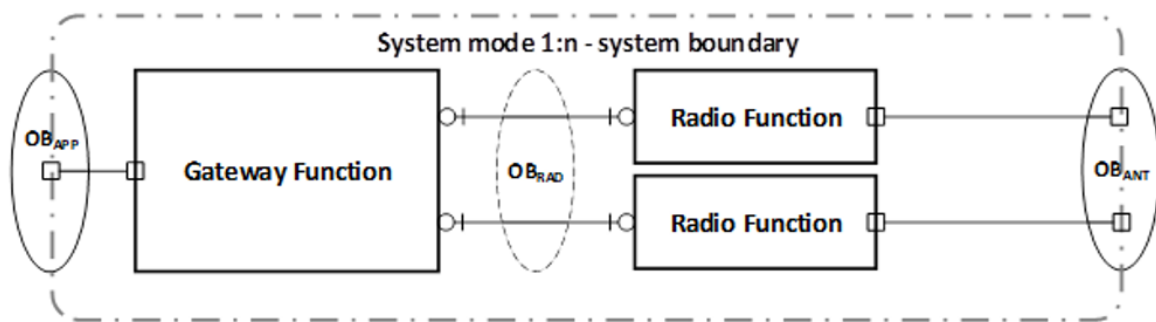 System mode 1:n - system boundary
OBAPP
Gateway Function
OBRAD
Radio Function
Radio Function
OBANT